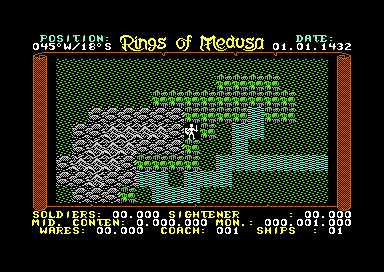 POSITION: Rings of Medusa DATE:
045°W/18°S 01.01.1432
SOLDIERS: 00.000 SIGHTENER : 00.000
MID. CONTEN: 0.000.000 MON.: 000.001.000
WARES: 00.000 COACH: 001 SHIPS : 01